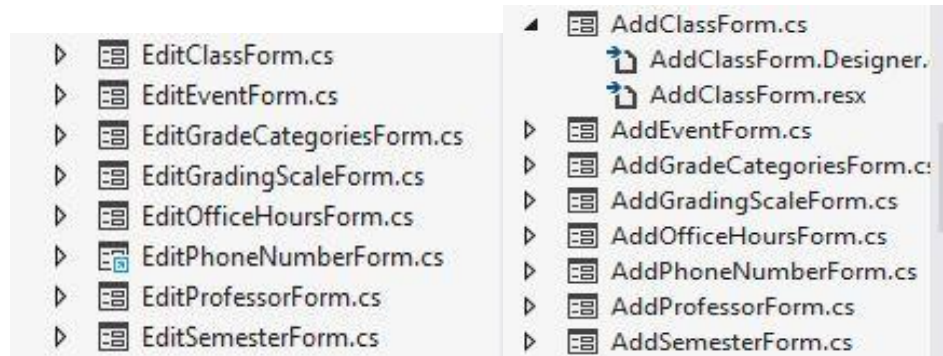 EditClassForm.cs
EditEventForm.cs
EditGradeCategoriesForm.cs
EditGradingScaleForm.cs
EditOfficeHoursForm.cs
EditPhoneNumberForm.cs
EditProfessorForm.cs
EditSemesterForm.cs
AddClassForm.cs
AddClassForm.Designer.
AddClassForm.resx
AddEventForm.cs
AddGradeCategoriesForm.cs
AddGradingScaleForm.cs
AddOfficeHoursForm.cs
AddPhoneNumberForm.cs
AddProfessorForm.cs
AddSemesterForm.cs